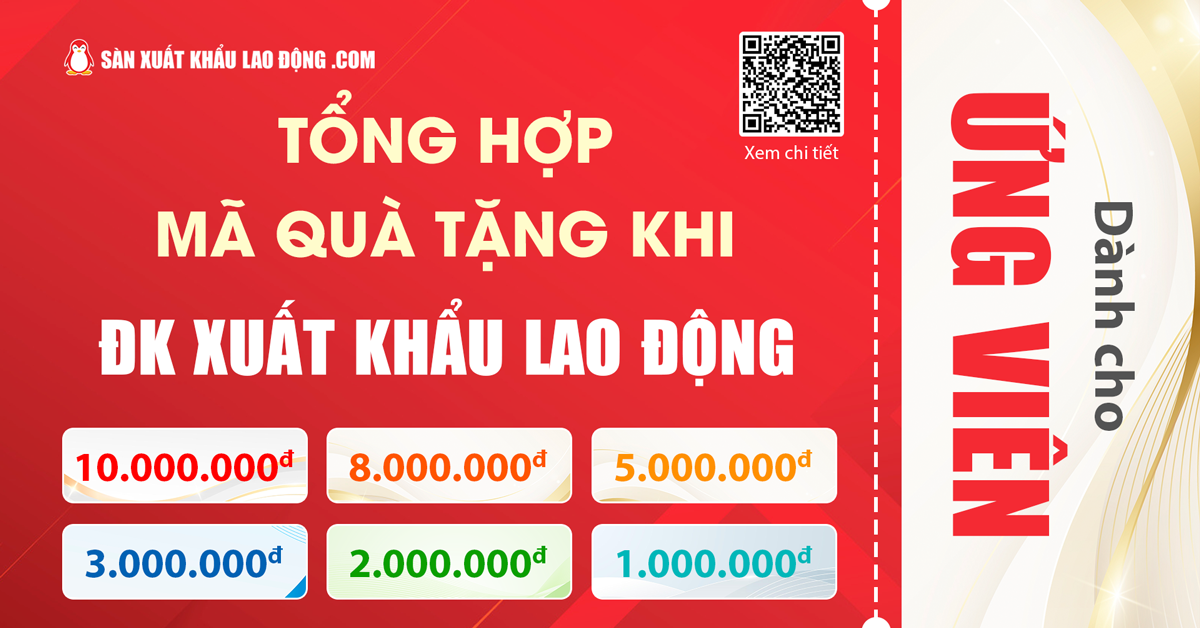 SÀN XUẤT KHẨU LAO ĐỘNG .COM
TỔNG HỢP
MÃ QUÀ TẶNG KHI
ĐK XUẤT KHẨU LAO ĐỘNG
Xem chi tiết
10.000.000đ
8.000.000đ
5.000.000đ
3.000.000đ
2.000.000đ
1.000.000đ
Dành cho
ỨNG VIÊN